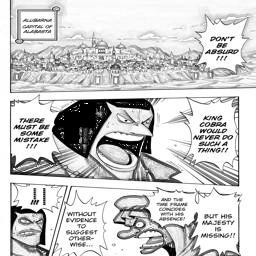 ALUBARNA
CAPITAL OF
ALABASTA
DON'T
BE
ABSURD
!!!
KING
COBRA
WOULD
NEVER DO
SUCH A
THING!!
THERE
MUST BE
SOME
MISTAKE
!!!
BUT HIS
MAJESTY
IS
MISSING!!
AND
THE TIME
FRAME
COINCIDES
WITH HIS
ABSENCE!
WITHOUT
EVIDENCE
TO
SUGGEST
OTHER-
WISE...
!!